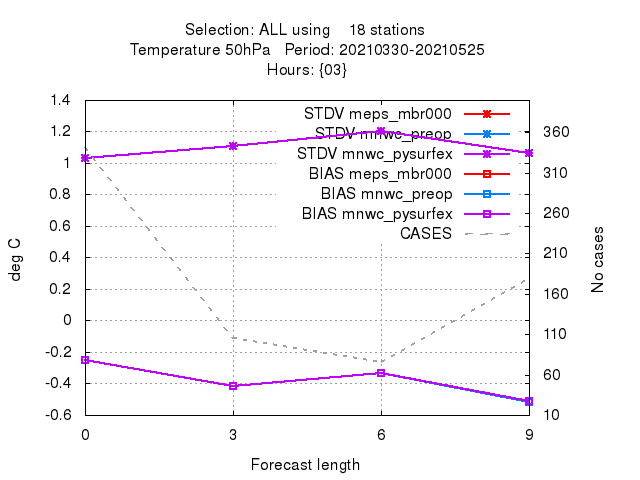 Selection: ALL using    18 stations
Temperature 50hPa   Period: 20210330-20210525
Hours: {03}
1.4
1.2
1
0.8
0.6
0.4
0.2
0
-0.2
-0.4
-0.6
deg C
STDV meps_mbr000
STDV mnwc_preop
STDV mnwc_pysurfex
BIAS meps_mbr000
BIAS mnwc_preop
BIAS mnwc_pysurfex
CASES
360
310
260
210
160
110
60
10
No cases
0 3 6 9
Forecast length